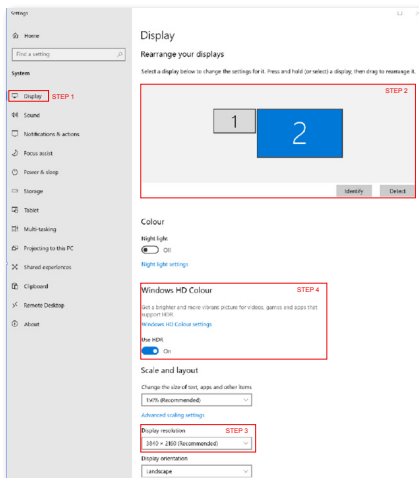 Settings
Home
Find a setting
System
Display
STEP 1
Sound
Notifications & actions
Focus assist
Power & sleep
Storage
Tablet
Multi-tasking
Projecting to this PC
Shared experiences
Clipboard
Remote Desktop
About
Display
Rearrange your displays
Select a display below to change the settings for it. Press and hold (or select) a display, then drag to rearrange it.
STEP 2
1
2
Identify
Detect
Colour
Night light
Off
Night light settings
Windows HD Colour
STEP 4
Get a brighter and more vibrant picture for videos, games and apps that
support HDR.
Windows HD Colour settings
Use HDR
On
Scale and layout
Change the size of text, apps and other items
150% (Recommended)
Advanced scaling settings
Display resolution
STEP 3
3840 × 2160 (Recommended)
Display orientation
Landscape